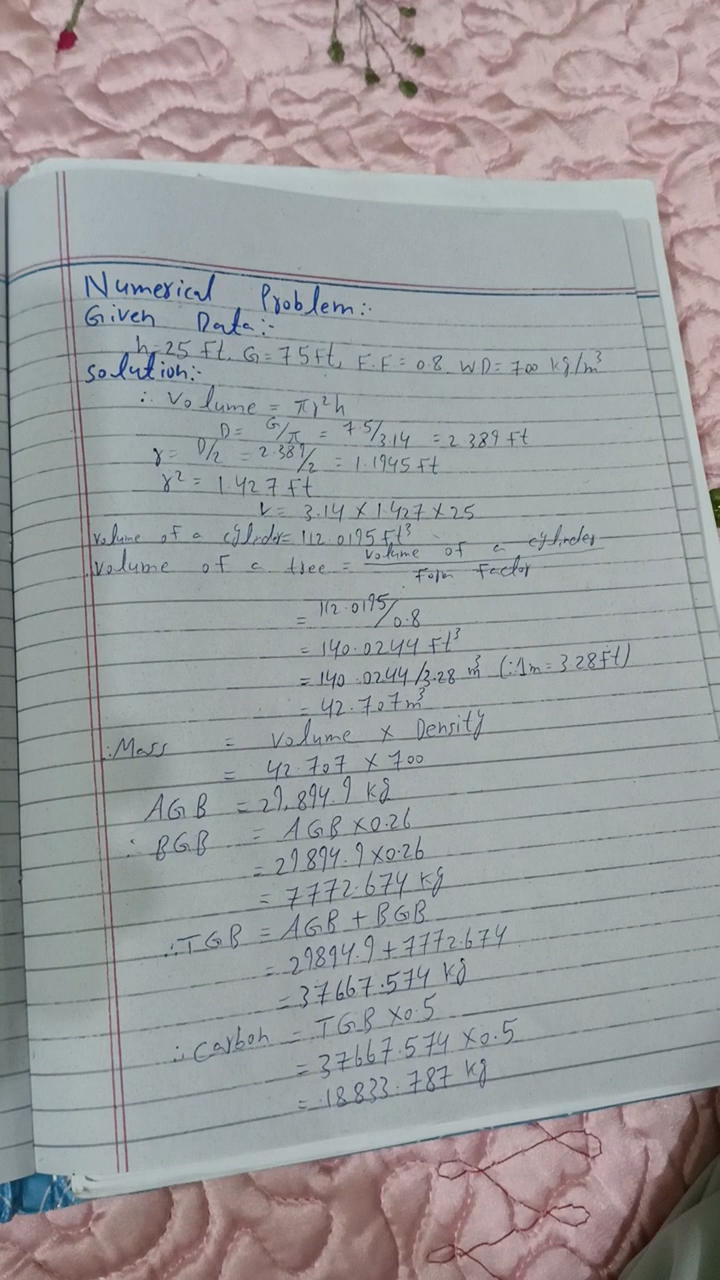 Numerical Problem:-
Given Data:-
h=25 ft, G=7.5ft, F.F=0.8 WD=700 kg/m³
solution:-
∴ Volume = πr²h
D= G/π = 7.5/3.14 = 2.389 ft
r= D/2 = 2.389/2 = 1.1945 ft
r² = 1.427 ft
V= 3.14 × 1.427 × 25
volume of a cylinder= 112.0195 ft³
Volume of a tree = volume of a cylinder / Form Factor
= 112.0195/0.8
= 140.0244 ft³
= 140.0244/3.28 m³ (∴1m=3.28ft)
= 42.707m³
∴Mass = Volume × Density
= 42.707 × 700
AGB = 29,894.9 kg
∴ BGB = AGB ×0.26
= 29894.9 ×0.26
= 7772.674 kg
∴TGB = AGB + BGB
= 29894.9+7772.674
= 37667.574 kg
∴ Carbon = TGB ×0.5
= 37667.574 ×0.5
= 18833.787 kg